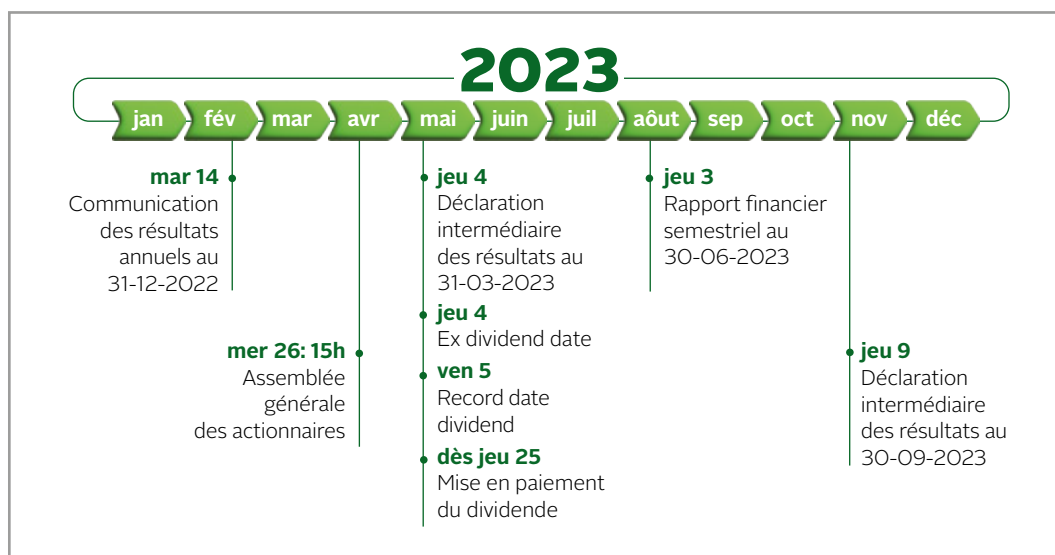 2023
jan
fév
mar
avr
mai
juin
juil
aôut
sep
oct
nov
déc
mar 14
Communication
des résultats
annuels au
31-12-2022
mer 26: 15h
Assemblée
générale
des actionnaires
jeu 4
Déclaration
intermédiaire
des résultats au
31-03-2023
jeu 4
Ex dividend date
ven 5
Record date
dividend
dès jeu 25
Mise en paiement
du dividende
jeu 3
Rapport financier
semestriel au
30-06-2023
jeu 9
Déclaration
intermédiaire
des résultats au
30-09-2023